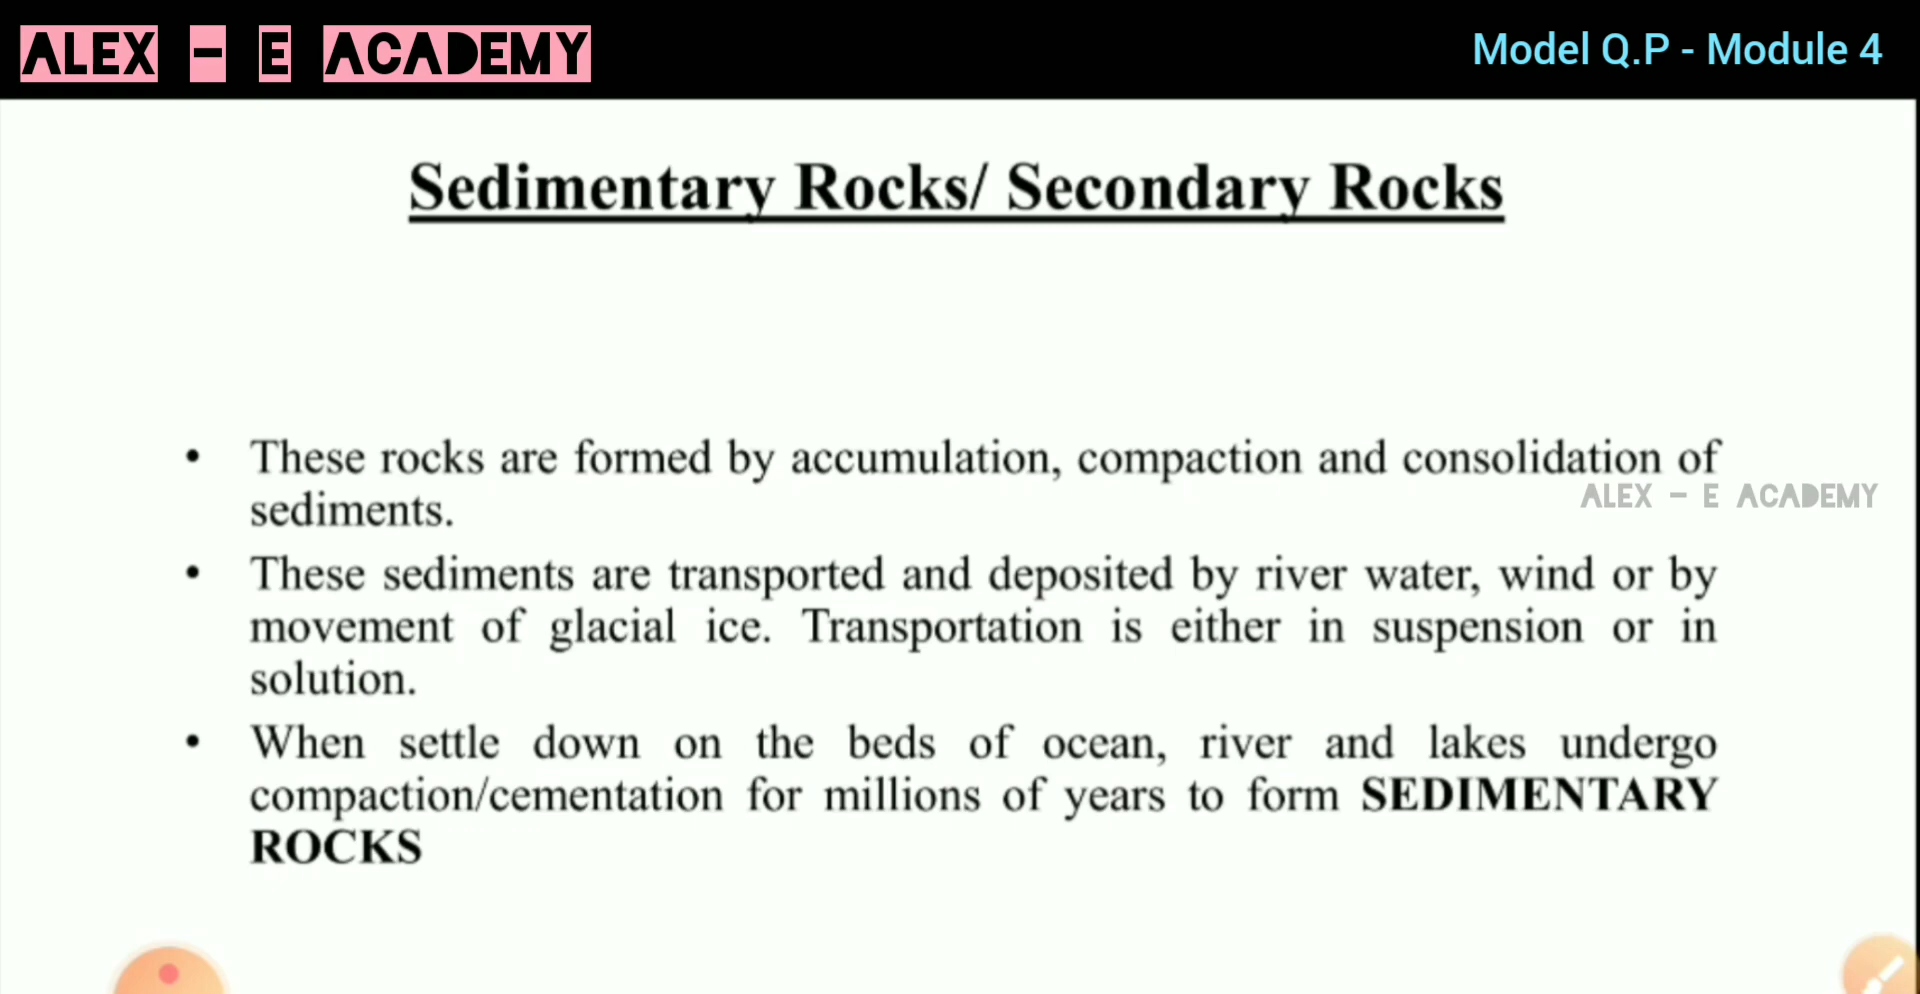 ALEX - E ACADEMY
Model Q.P - Module 4
Sedimentary Rocks/ Secondary Rocks
• These rocks are formed by accumulation, compaction and consolidation of
sediments.
ALEX - E ACADEMY
• These sediments are transported and deposited by river water, wind or by
movement of glacial ice. Transportation is either in suspension or in
solution.
• When settle down on the beds of ocean, river and lakes undergo
compaction/cementation for millions of years to form SEDIMENTARY
ROCKS